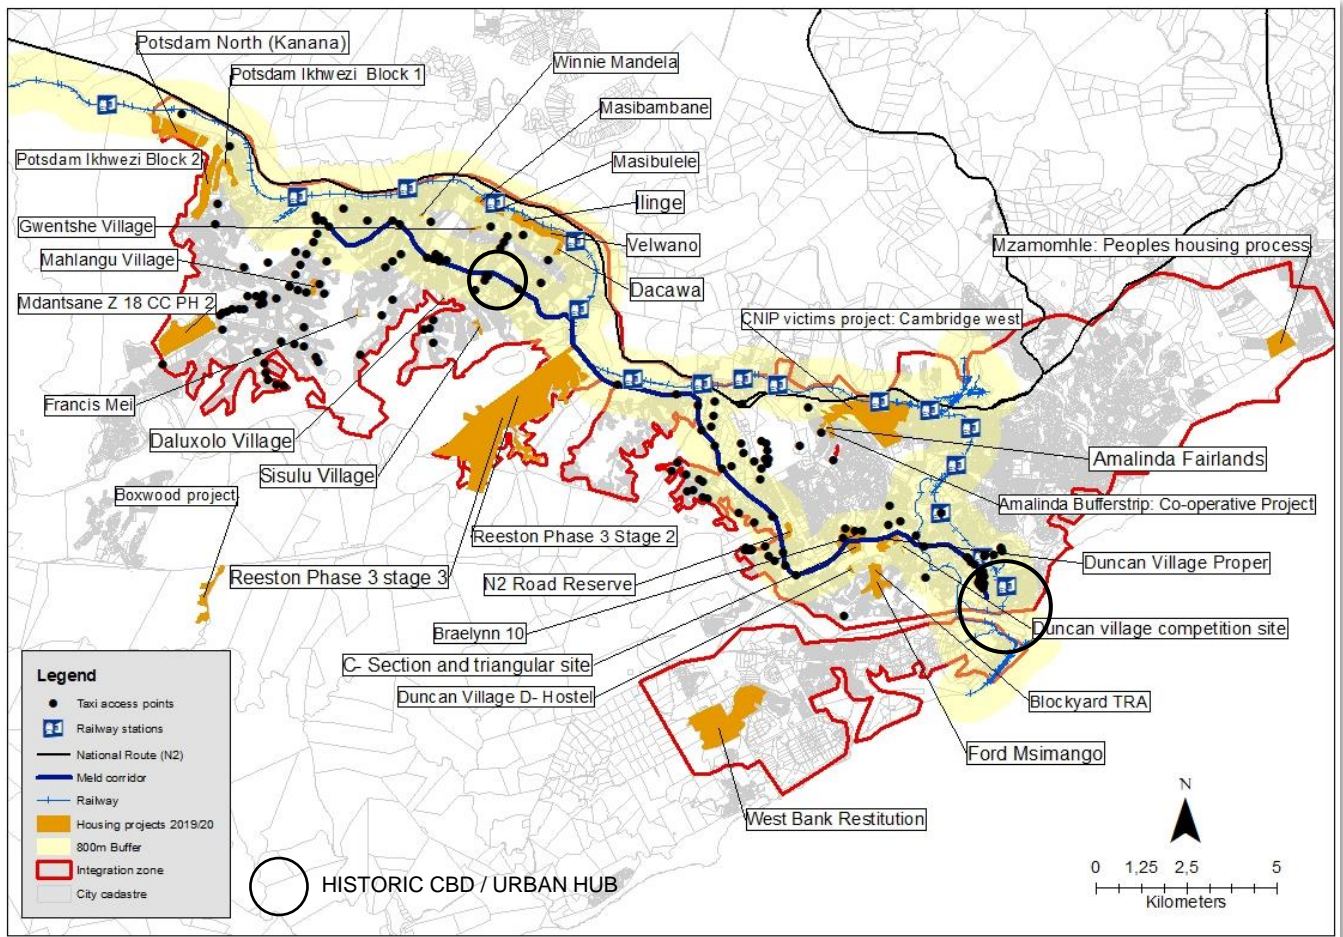 Potsdam North (Kanana)
Potsdam Ikhwezi Block 1
Winnie Mandela
Masibambane
Potsdam Ikhwezi Block 2
Masibulele
Ilinge
Gwentshe Village
Velwano
Mzamomhle: Peoples housing process
Mahlangu Village
Dacawa
Mdantsane Z 18 CC PH 2
CNIP victims project: Cambridge west
Francis Mei
Daluxolo Village
Amalinda Fairlands
Sisulu Village
Boxwood project
Amalinda Bufferstrip: Co-operative Project
Reeston Phase 3 Stage 2
Duncan Village Proper
Reeston Phase 3 stage 3
N2 Road Reserve
Braelynn 10
Duncan village competition site
C- Section and triangular site
Duncan Village D- Hostel
Blockyard TRA
Ford Msimango
West Bank Restitution
Legend
Taxi access points
Railway stations
National Route (N2)
Meld corridor
Railway
Housing projects 2019/20
800m Buffer
Integration zone
City cadastre
HISTORIC CBD / URBAN HUB
N
0 1,25 2,5 5
Kilometers